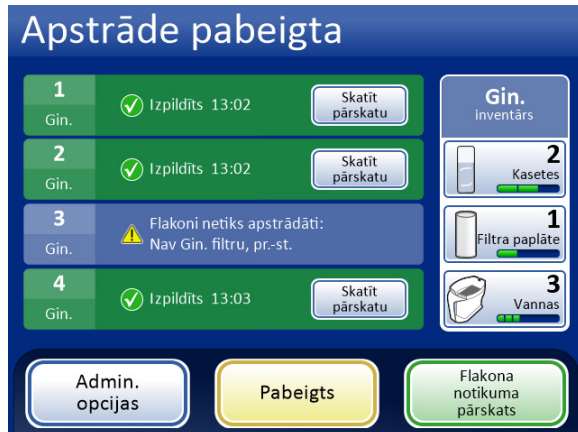 Apstrāde pabeigta
1
Gin.
Izpildīts 13:02
Skatīt
pārskatu
2
Gin.
Izpildīts 13:02
Skatīt
pārskatu
3
Gin.
Flakoni netiks apstrādāti:
Nav Gin. filtru, pr.-st.
4
Gin.
Izpildīts 13:03
Skatīt
pārskatu
Gin.
inventārs
2
Kasetes
1
Filtra paplāte
3
Vannas
Admin.
opcijas
Pabeigts
Flakona
notikuma
pārskats